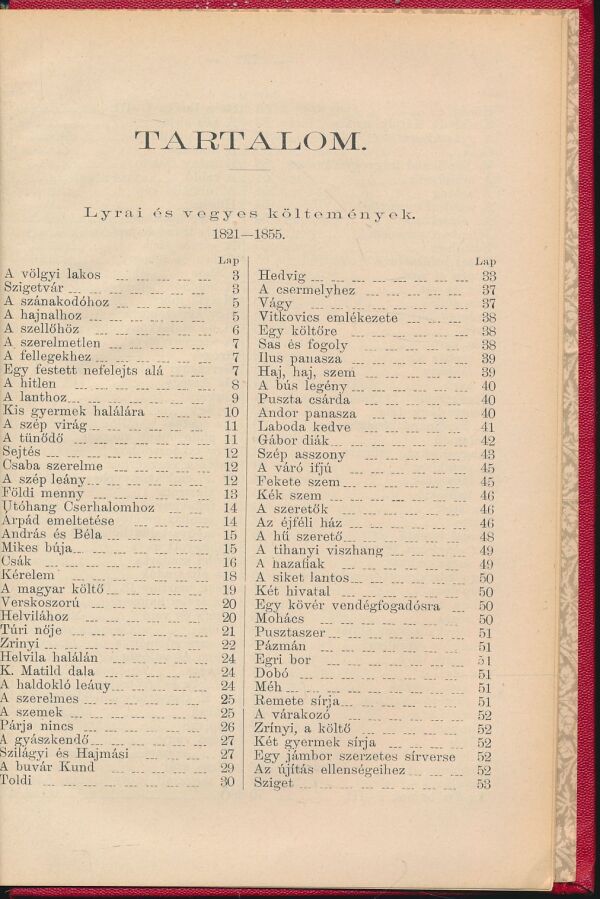 TARTALOM.
Lyrai és vegyes költemények.
1821—1855.
Lap
A völgyi lakos 3
Szigetvár 3
A szánakodóhoz 5
A hajnalhoz 5
A szellőhöz 6
A szerelmetlen 7
A fellegekhez 7
Egy festett nefelejts alá 7
A hitlen 8
A lanthoz 9
Kis gyermek halálára 10
A szép virág 11
A tünődő 11
Sejtés 12
Csaba szerelme 12
A szép leány 12
Földi menny 13
Utóhang Cserhalomhoz 14
Árpád emeltetése 14
András és Béla 15
Mikes búja 15
Csák 16
Kérelem 18
A magyar költő 19
Verskoszorú 20
Helvilához 20
Túri nője 21
Zrinyi 22
Helvila halálán 24
K. Matild dala 24
A haldokló leány 24
A szerelmes 25
A szemek 25
Párja nincs 26
A gyászkendő 27
Szilágyi és Hajmási 27
A buvár Kund 29
Toldi 30
Lap
Hedvig 33
A csermelyhez 37
Vágy 37
Vitkovics emlékezete 38
Egy költőre 38
Sas és fogoly 38
Ilus panasza 39
Haj, haj, szem 39
A bús legény 40
Puszta csárda 40
Andor panasza 40
Laboda kedve 41
Gábor diák 42
Szép asszony 43
A váró ifjú 45
Fekete szem 45
Kék szem 46
A szeretők 46
Az éjféli ház 46
A hű szerető 48
A tihanyi viszhang 49
A hazafiak 49
A siket lantos 50
Két hivatal 50
Egy kövér vendégfogadósra 50
Mohács 50
Pusztaszer 51
Pázmán 51
Egri bor 51
Dobó 51
Méh 51
Remete sírja 51
A várakozó 52
Zrínyi, a költő 52
Két gyermek sírja 52
Egy jámbor szerzetes sírverse 52
Az újítás ellenségeihez 52
Sziget 53